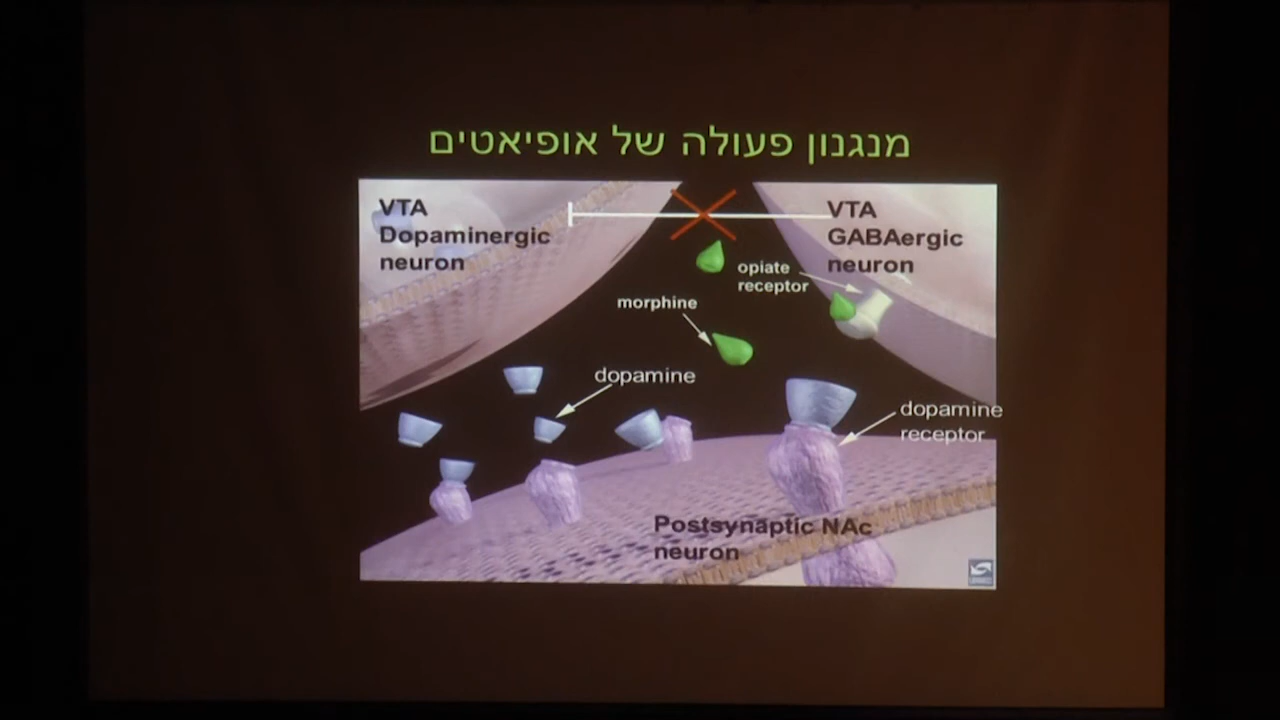 מנגנון פעולה של אופיאטים
VTA
Dopaminergic
neuron
VTA
GABAergic
neuron
opiate
receptor
morphine
dopamine
dopamine
receptor
Postsynaptic NAc
neuron